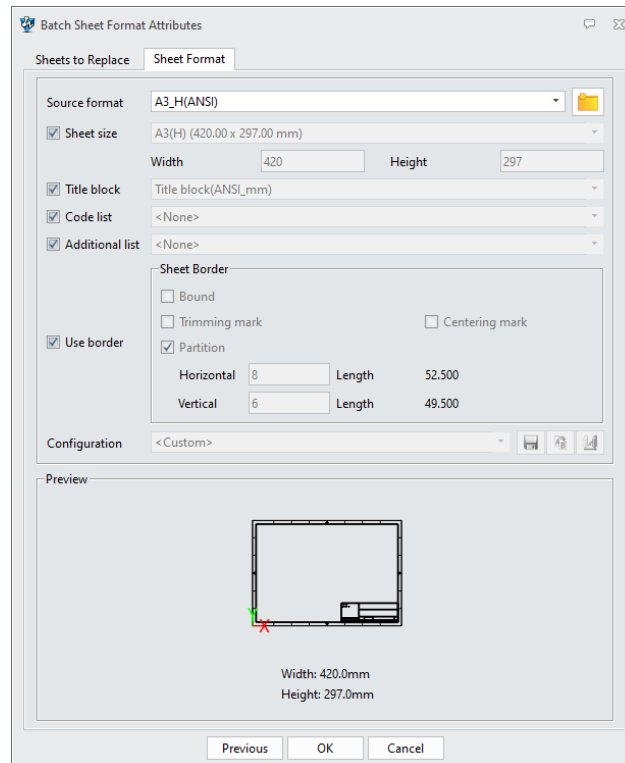 Batch Sheet Format Attributes
Sheets to Replace Sheet Format
Source format A3_H(ANSI)
Sheet size A3(H) (420.00 x 297.00 mm)
Width 420 Height 297
Title block Title block(ANSI_mm)
Code list <None>
Additional list <None>
Sheet Border
Bound
Trimming mark Centering mark
Use border
Partition
Horizontal 8 Length 52.500
Vertical 6 Length 49.500
Configuration <Custom>
Preview
Y
X
Width: 420.0mm
Height: 297.0mm
Previous OK Cancel